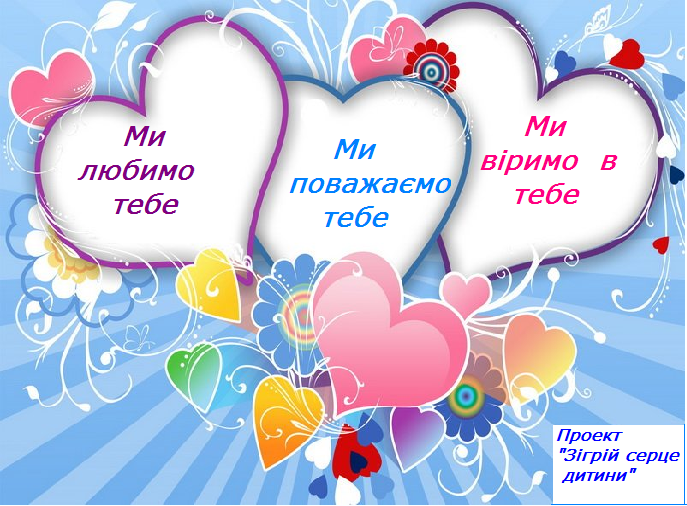 Ми
любимо
тебе
Ми
поважаємо
тебе
Ми
віримо в
тебе
Проект
"Зігрій серце
дитини"